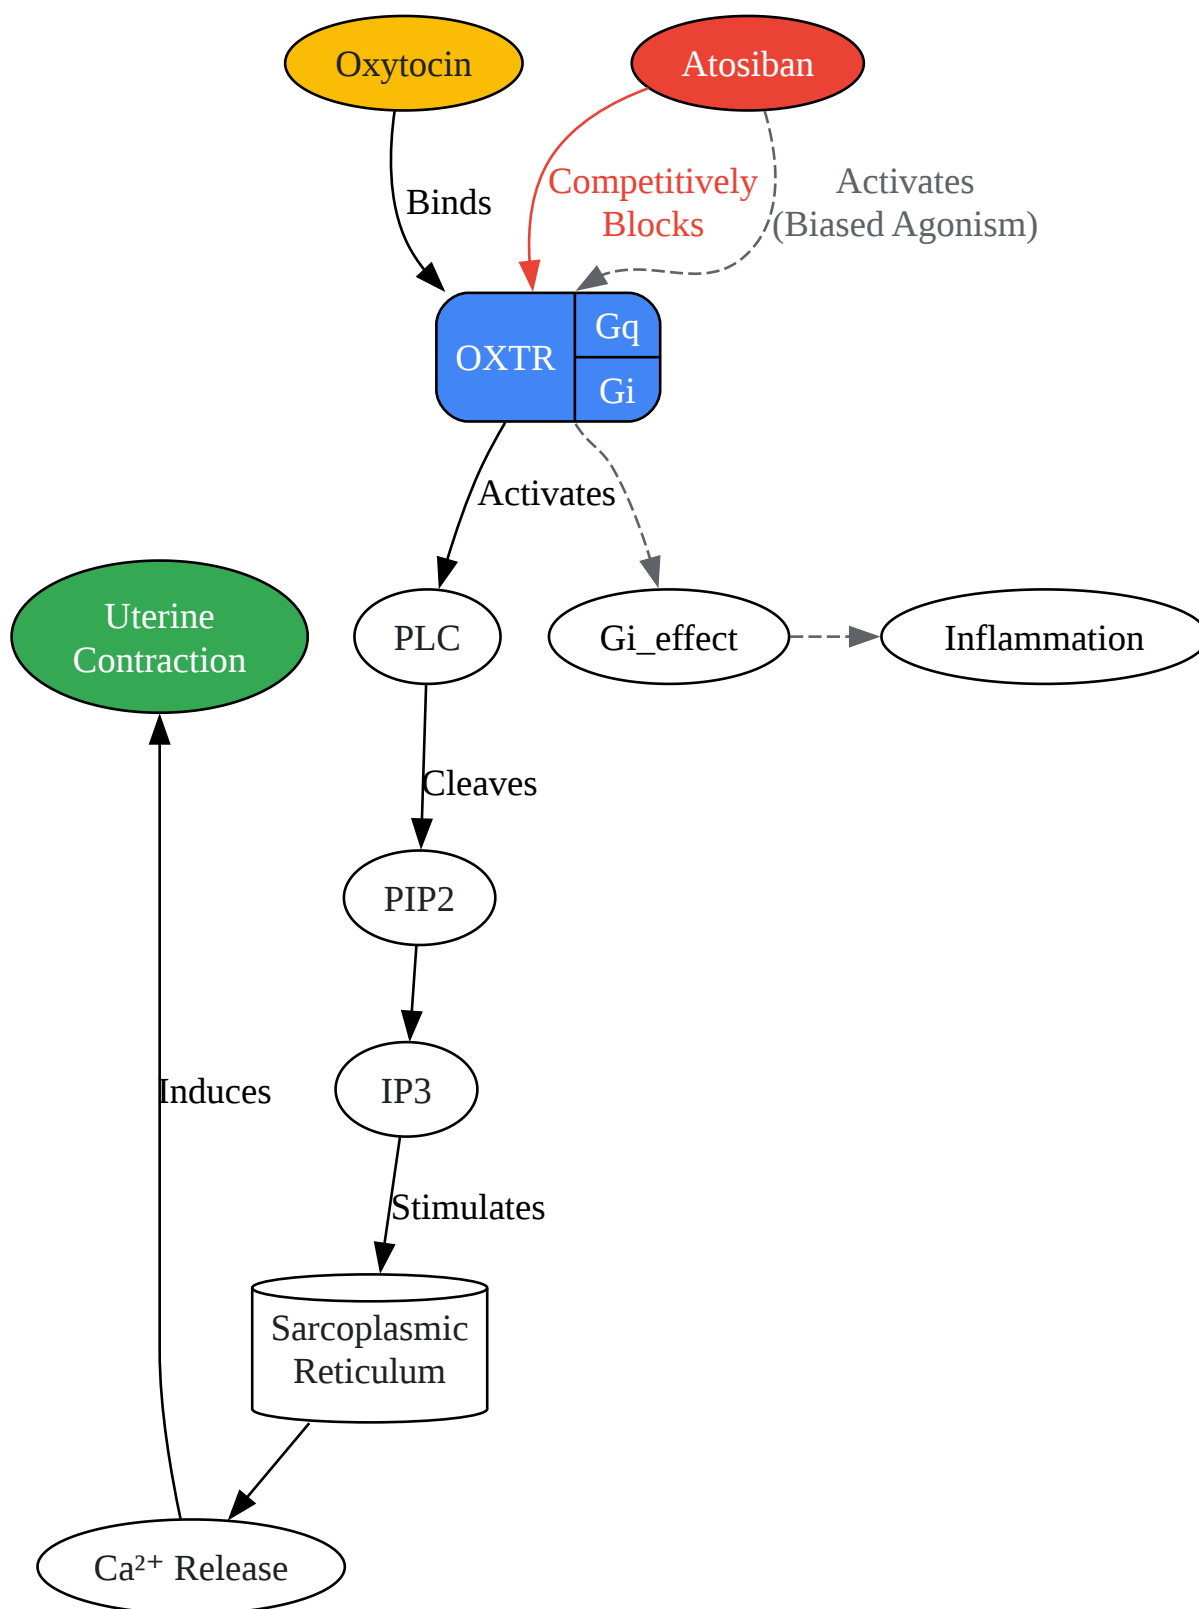 Oxytocin
Atosiban
Binds
Competitively
Blocks
Activates
(Biased Agonism)
OXTR
Gq
Gi
Activates
Uterine
Contraction
PLC
Gi_effect
Inflammation
Cleaves
PIP2
Induces
IP3
Stimulates
Sarcoplasmic
Reticulum
Ca²⁺ Release